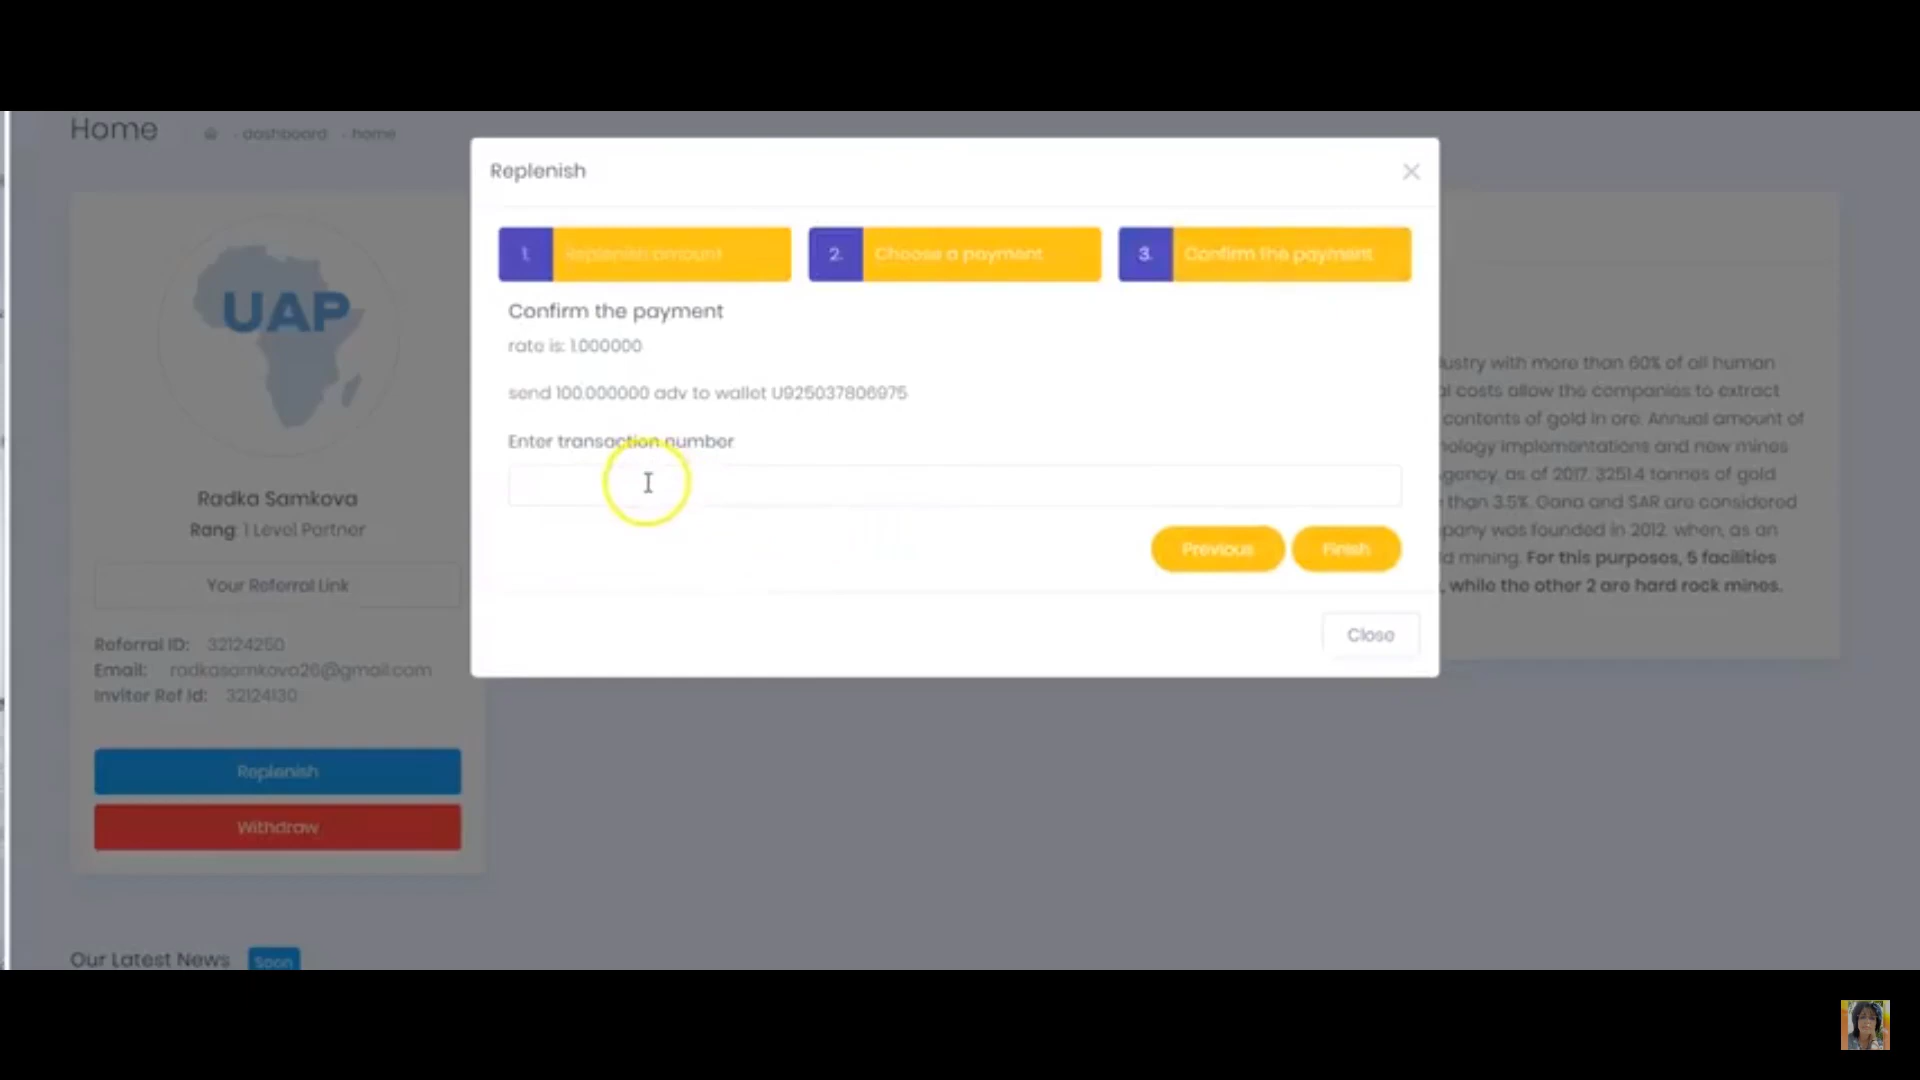 Home dashboard - home
Replenish
1. Replenish amount
2. Choose a payment
3. Confirm the payment
Confirm the payment
rate is: 1.000000
send 100.000000 adv to wallet U925037806975
Enter transaction number
Previous Finish
Close
UAP
Radka Samkova
Rang: 1 Level Partner
Your Referral Link
Referral ID: 32124250
Email: radkasamkova26@gmail.com
Inviter Ref Id: 32124130
Replenish
Withdraw
ustry with more than 60% of all human
al costs allow the companies to extract
contents of gold in ore. Annual amount of
nology implementations and new mines
gency, as of 2017, 3251.4 tonnes of gold
than 3.5%. Gana and SAR are considered
pany was founded in 2012, when, as an
d mining. For this purposes, 5 facilities
, while the other 2 are hard rock mines.
Our Latest News Soon